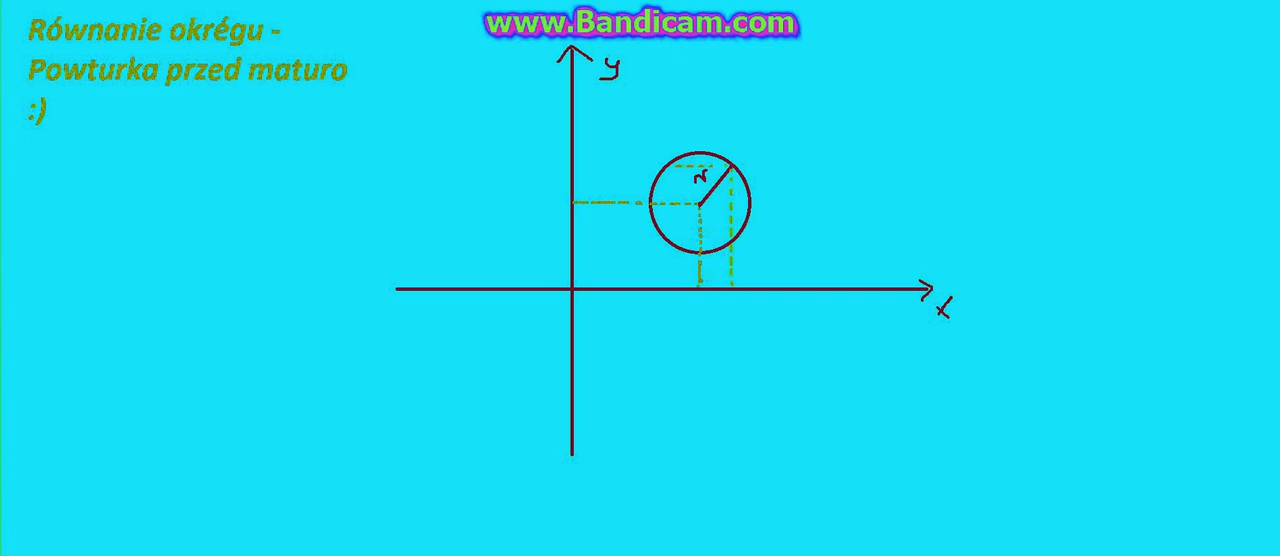 www.Bandicam.com
Równanie okrégu -
Powturka przed maturo
:)
y
r
x